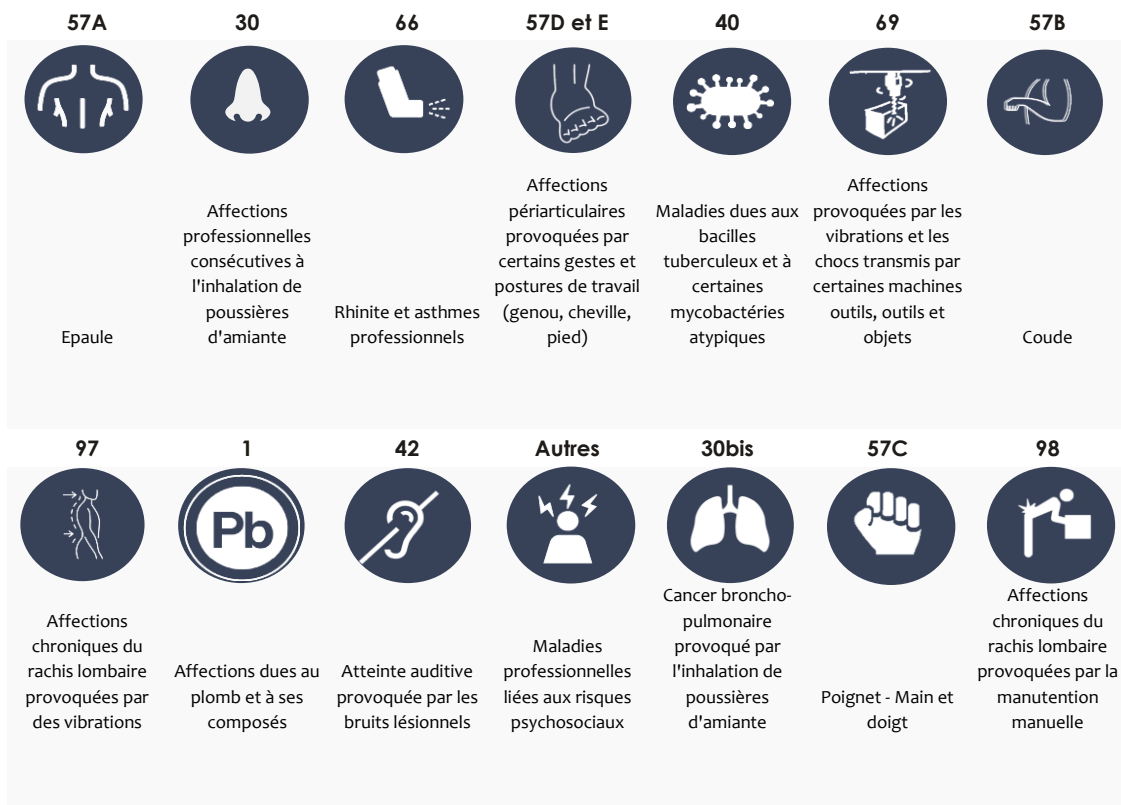 57A
30
66
57D et E
40
69
57B
Epaule
Affections
professionnelles
consécutives à
l'inhalation de
poussières
d'amiante
Rhinite et asthmes
professionnels
Affections
périarticulaires
provoquées par
certains gestes et
postures de travail
(genou, cheville,
pied)
Maladies dues aux
bacilles
tuberculeux et à
certaines
mycobactéries
atypiques
Affections
provoquées par les
vibrations et les
chocs transmis par
certaines machines
outils, outils et
objets
Coude
97
1
42
Autres
30bis
57C
98
Pb
Affections
chroniques du
rachis lombaire
provoquées par
des vibrations
Affections dues au
plomb et à ses
composés
Atteinte auditive
provoquée par les
bruits lésionnels
Maladies
professionnelles
liées aux risques
psychosociaux
Cancer broncho-
pulmonaire
provoqué par
l'inhalation de
poussières
d'amiante
Poignet - Main et
doigt
Affections
chroniques du
rachis lombaire
provoquées par la
manutention
manuelle